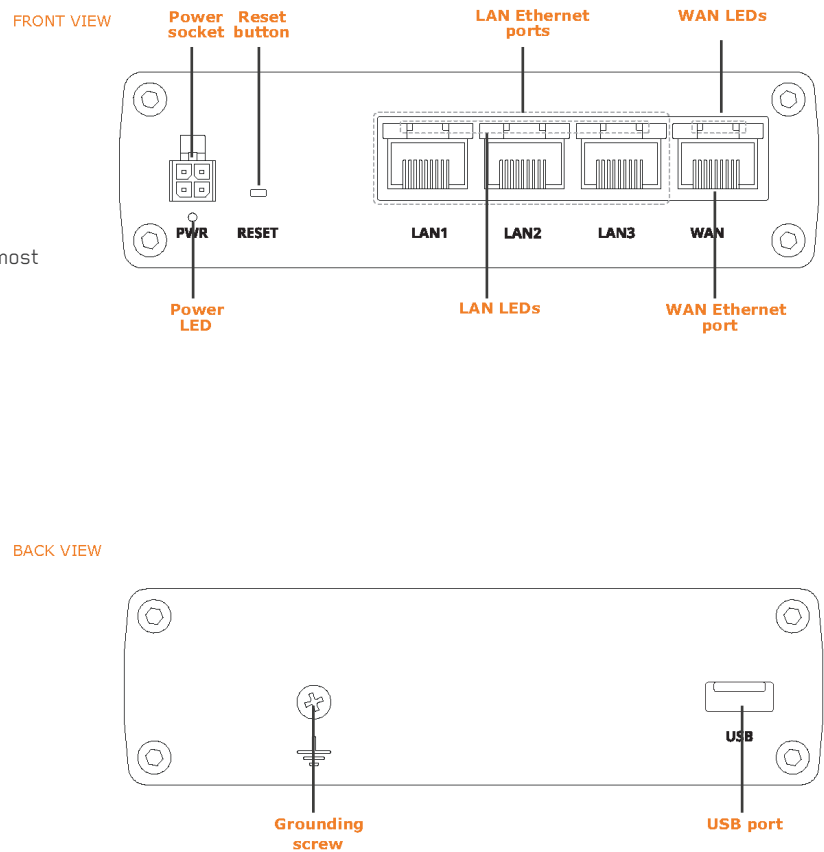 FRONT VIEW
Power socket
Reset button
LAN Ethernet ports
WAN LEDs
PWR
RESET
LAN1
LAN2
LAN3
WAN
most
Power LED
LAN LEDs
WAN Ethernet port
BACK VIEW
USB
Grounding screw
USB port